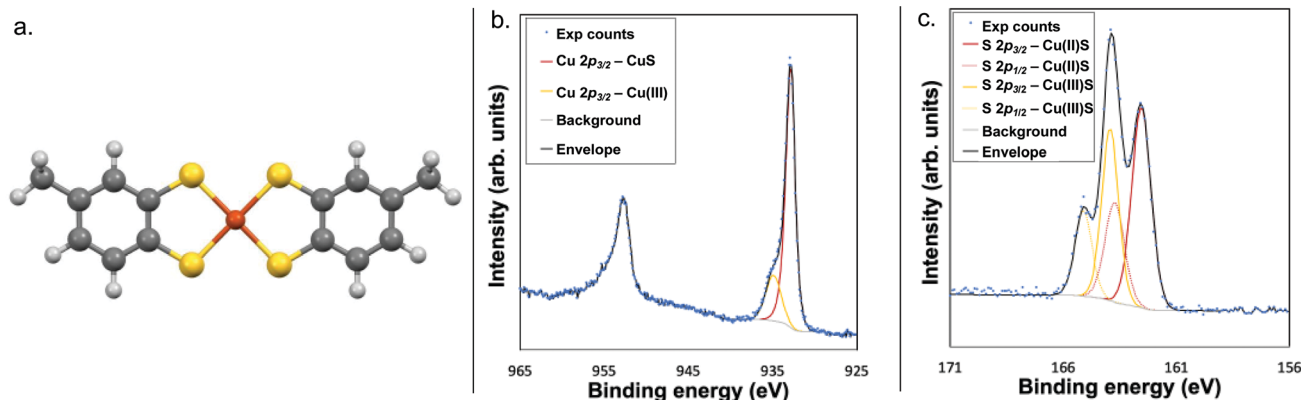 a.
b.
Exp counts
Cu 2p3/2 – CuS
Cu 2p3/2 – Cu(III)
Background
Envelope
Intensity (arb. units)
965 955 945 935 925
Binding energy (eV)
c.
Exp counts
S 2p3/2 – Cu(II)S
S 2p1/2 – Cu(II)S
S 2p3/2 – Cu(III)S
S 2p1/2 – Cu(III)S
Background
Envelope
Intensity (arb. units)
171 166 161 156
Binding energy (eV)